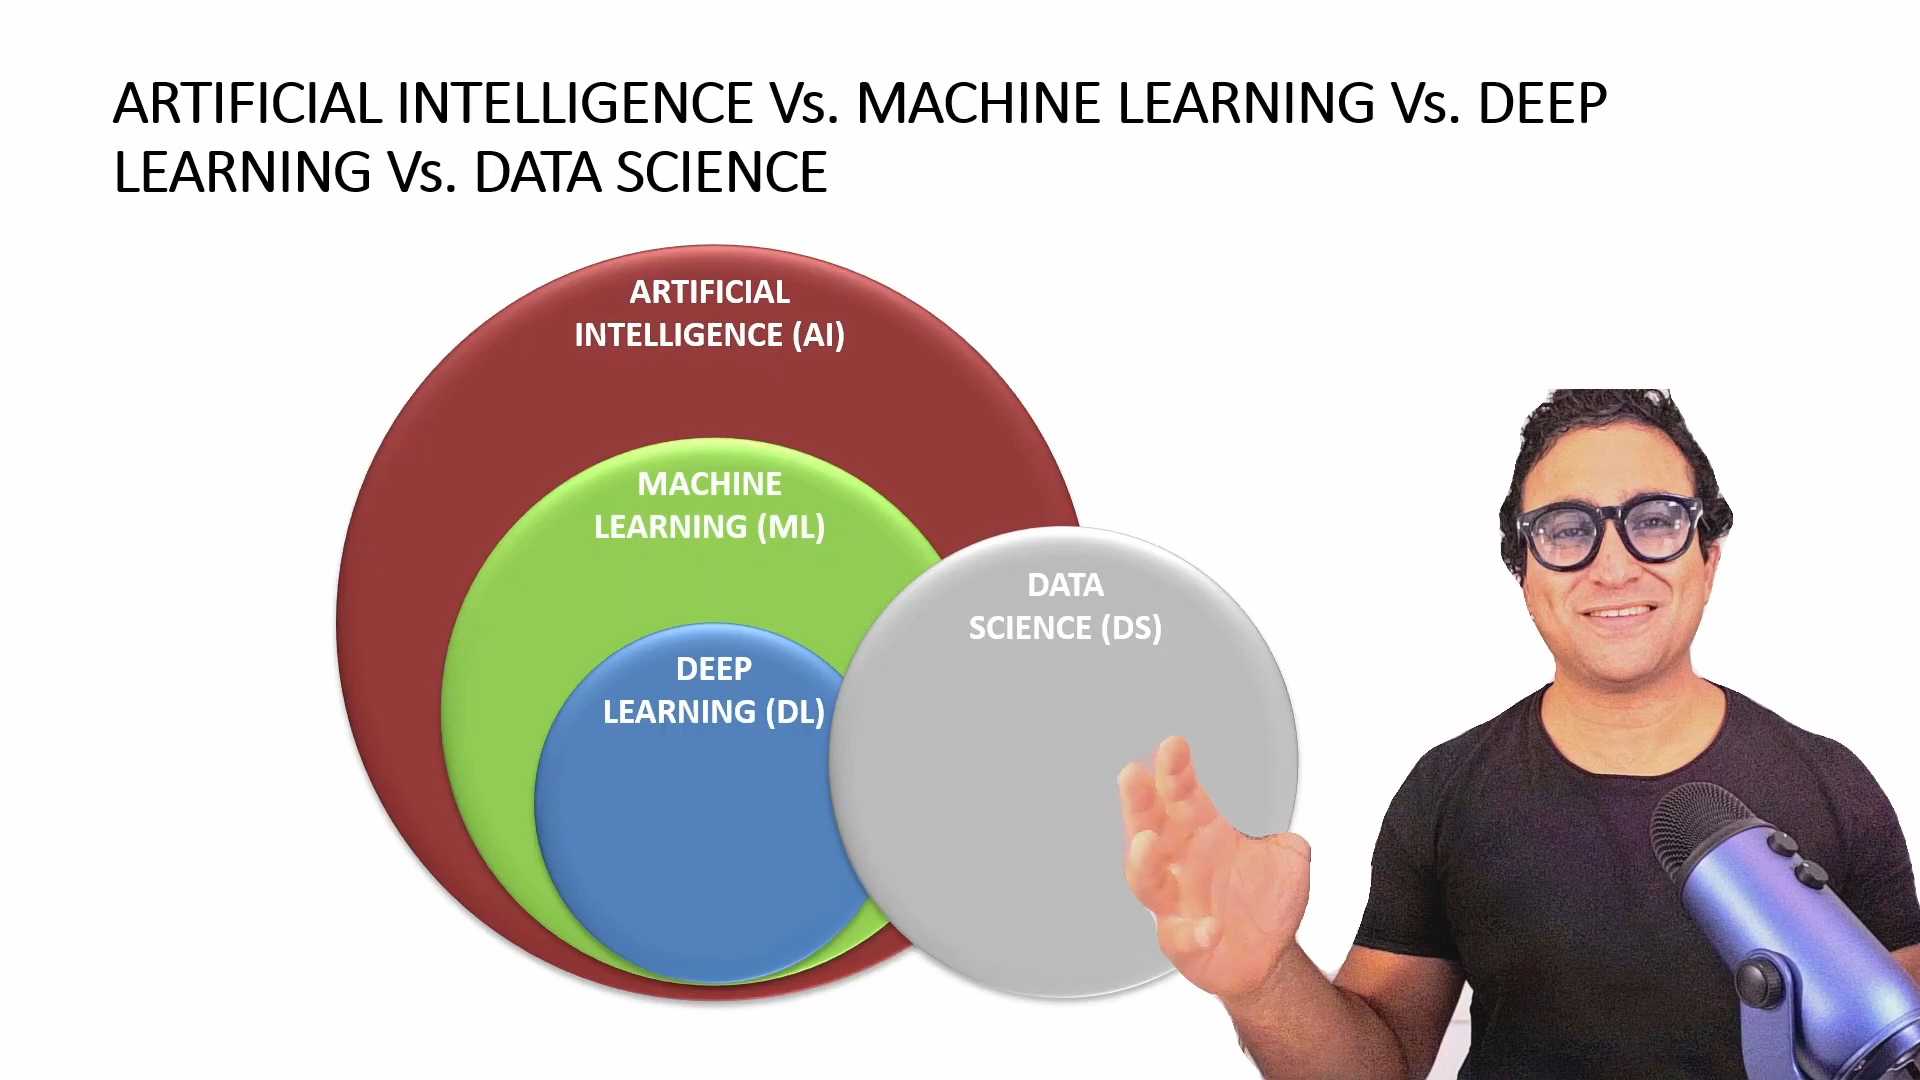 ARTIFICIAL INTELLIGENCE Vs. MACHINE LEARNING Vs. DEEP
LEARNING Vs. DATA SCIENCE
ARTIFICIAL
INTELLIGENCE (AI)
MACHINE
LEARNING (ML)
DEEP
LEARNING (DL)
DATA
SCIENCE (DS)